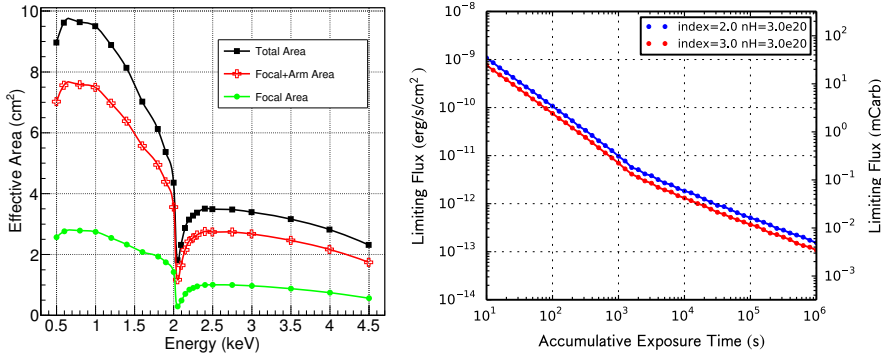 10
8
6
4
2
0
Effective Area (cm²)
Total Area
Focal+Arm Area
Focal Area
0.5 1 1.5 2 2.5 3 3.5 4 4.5
Energy (keV)
10⁻⁸
10⁻⁹
10⁻¹⁰
10⁻¹¹
10⁻¹²
10⁻¹³
10⁻¹⁴
Limiting Flux (erg/s/cm²)
index=2.0 nH=3.0e20
index=3.0 nH=3.0e20
10²
10¹
10⁰
10⁻¹
10⁻²
10⁻³
Limiting Flux (mCarb)
10¹ 10² 10³ 10⁴ 10⁵ 10⁶
Accumulative Exposure Time (s)